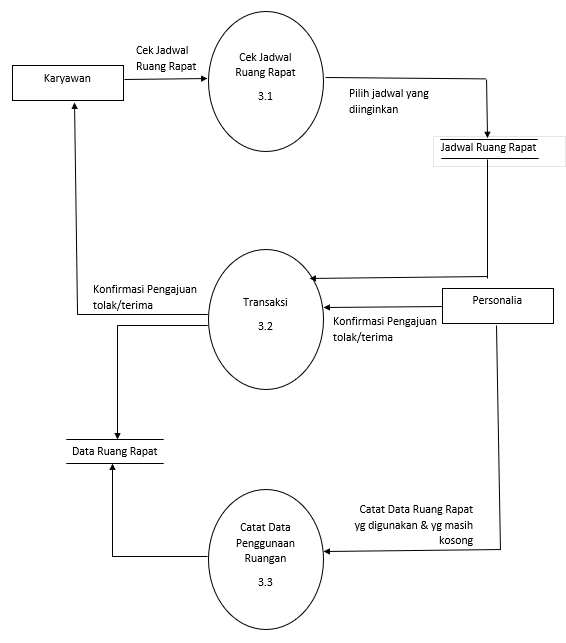 Cek Jadwal
Ruang Rapat
Karyawan
Cek Jadwal
Ruang Rapat
3.1
Pilih jadwal yang
diinginkan
Jadwal Ruang Rapat
Konfirmasi Pengajuan
tolak/terima
Transaksi
3.2
Personalia
Konfirmasi Pengajuan
tolak/terima
Data Ruang Rapat
Catat Data Ruang Rapat
yg digunakan & yg masih
kosong
Catat Data
Penggunaan
Ruangan
3.3